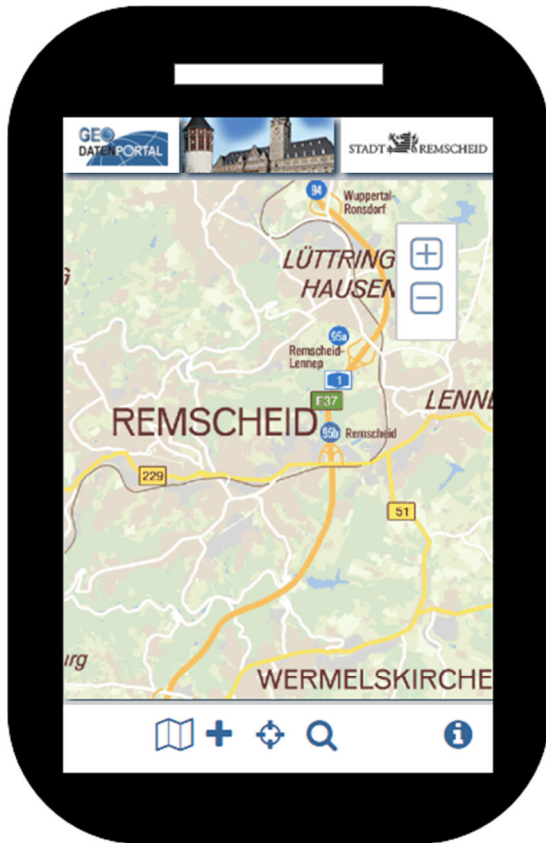 GEO
DATENPORTAL
STADT REMSCHEID
94
Wuppertal-
Ronsdorf
LÜTTRING
HAUSEN
95a
Remscheid-
Lennep
1
E37
LENNE
REMSCHEID
95b Remscheid
229
51
urg
WERMELSKIRCHE